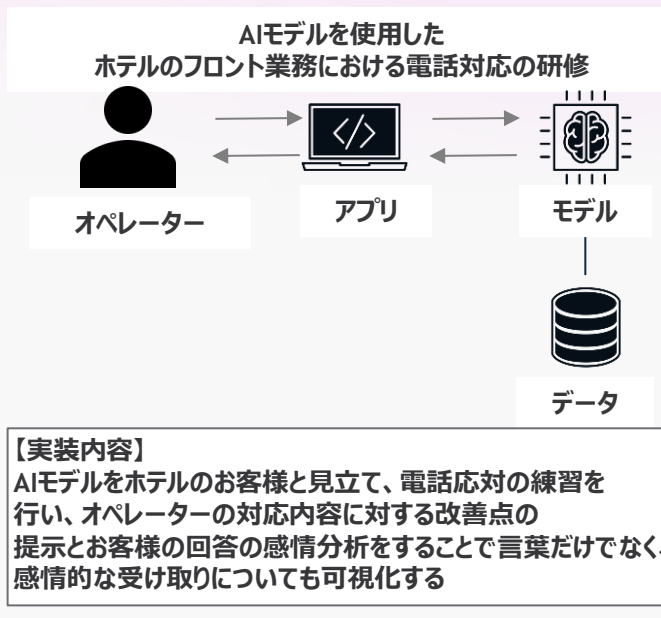 AIモデルを使用した
ホテルのフロント業務における電話対応の研修
</>
オペレーター
アプリ
モデル
データ
【実装内容】
AIモデルをホテルのお客様と見立て、電話応対の練習を
行い、オペレーターの対応内容に対する改善点の
提示とお客様の回答の感情分析をすることで言葉だけでなく、
感情的な受け取りについても可視化する